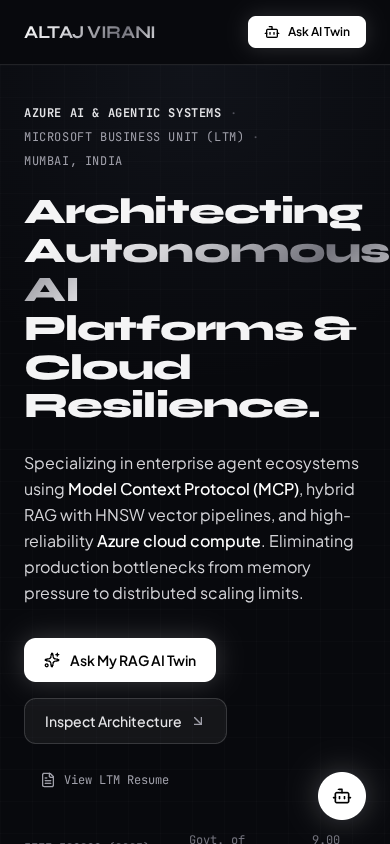 ALTAJ VIRANI
Ask AI Twin
AZURE AI & AGENTIC SYSTEMS ·
MICROSOFT BUSINESS UNIT (LTM) ·
MUMBAI, INDIA
Architecting
Autonomous
AI
Platforms &
Cloud
Resilience.
Specializing in enterprise agent ecosystems
using Model Context Protocol (MCP), hybrid
RAG with HNSW vector pipelines, and high-
reliability Azure cloud compute. Eliminating
production bottlenecks from memory
pressure to distributed scaling limits.
Ask My RAG AI Twin
Inspect Architecture
View LTM Resume
Govt. of
9.00